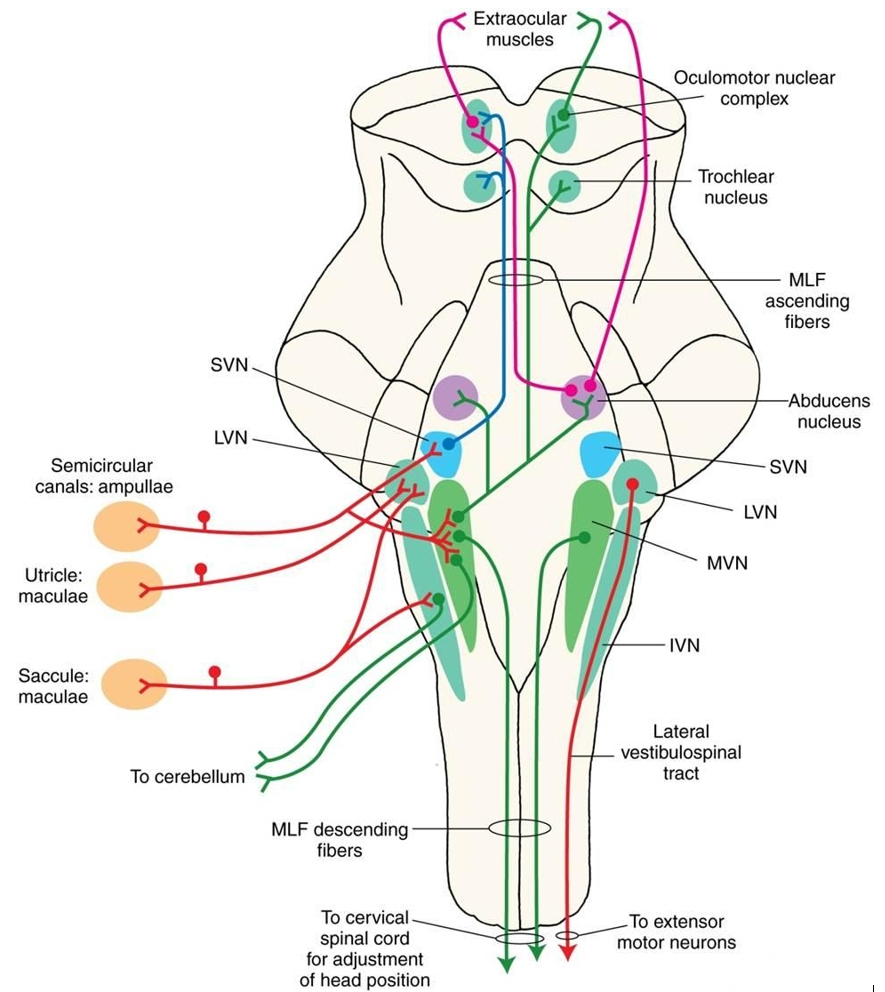 Extraocular
muscles
Oculomotor nuclear
complex
Trochlear
nucleus
MLF
ascending
fibers
SVN
Abducens
nucleus
LVN
SVN
Semicircular
canals: ampullae
LVN
MVN
Utricle:
maculae
IVN
Saccule:
maculae
Lateral
vestibulospinal
tract
To cerebellum
MLF descending
fibers
To cervical
spinal cord
for adjustment
of head position
To extensor
motor neurons